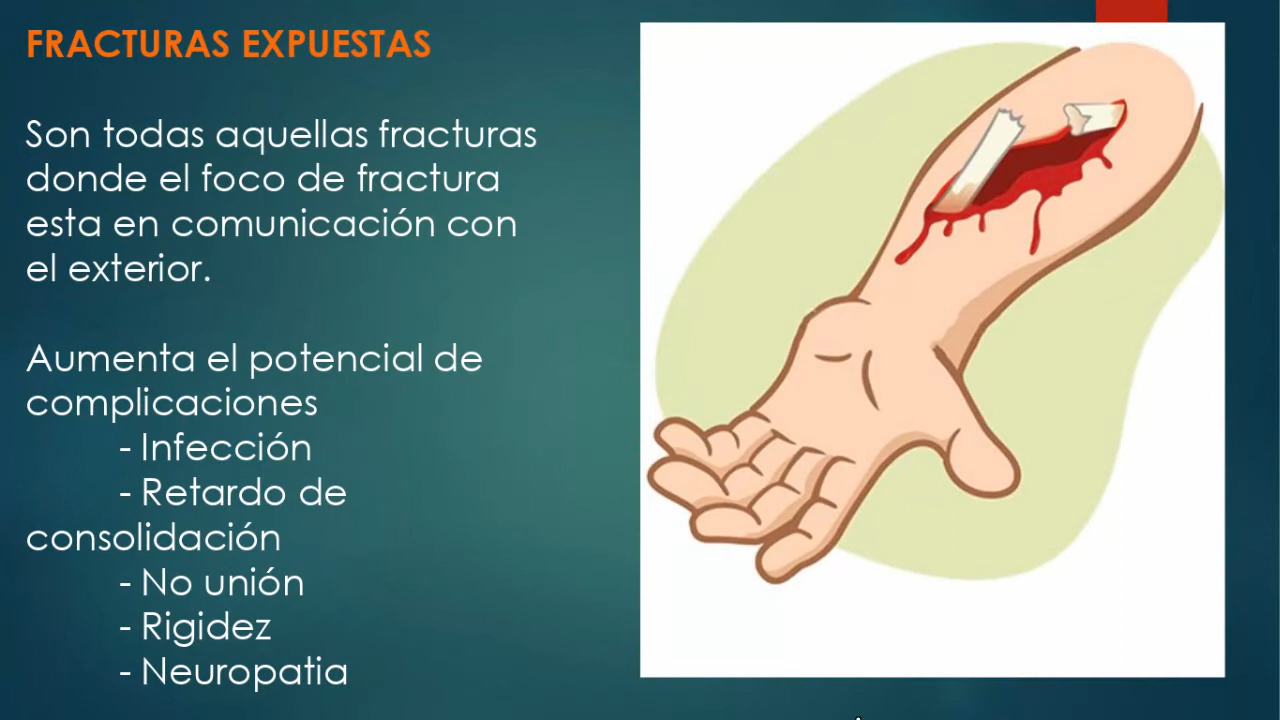 FRACTURAS EXPUESTAS
Son todas aquellas fracturas
donde el foco de fractura
esta en comunicación con
el exterior.
Aumenta el potencial de
complicaciones
- Infección
- Retardo de
consolidación
- No unión
- Rigidez
- Neuropatia